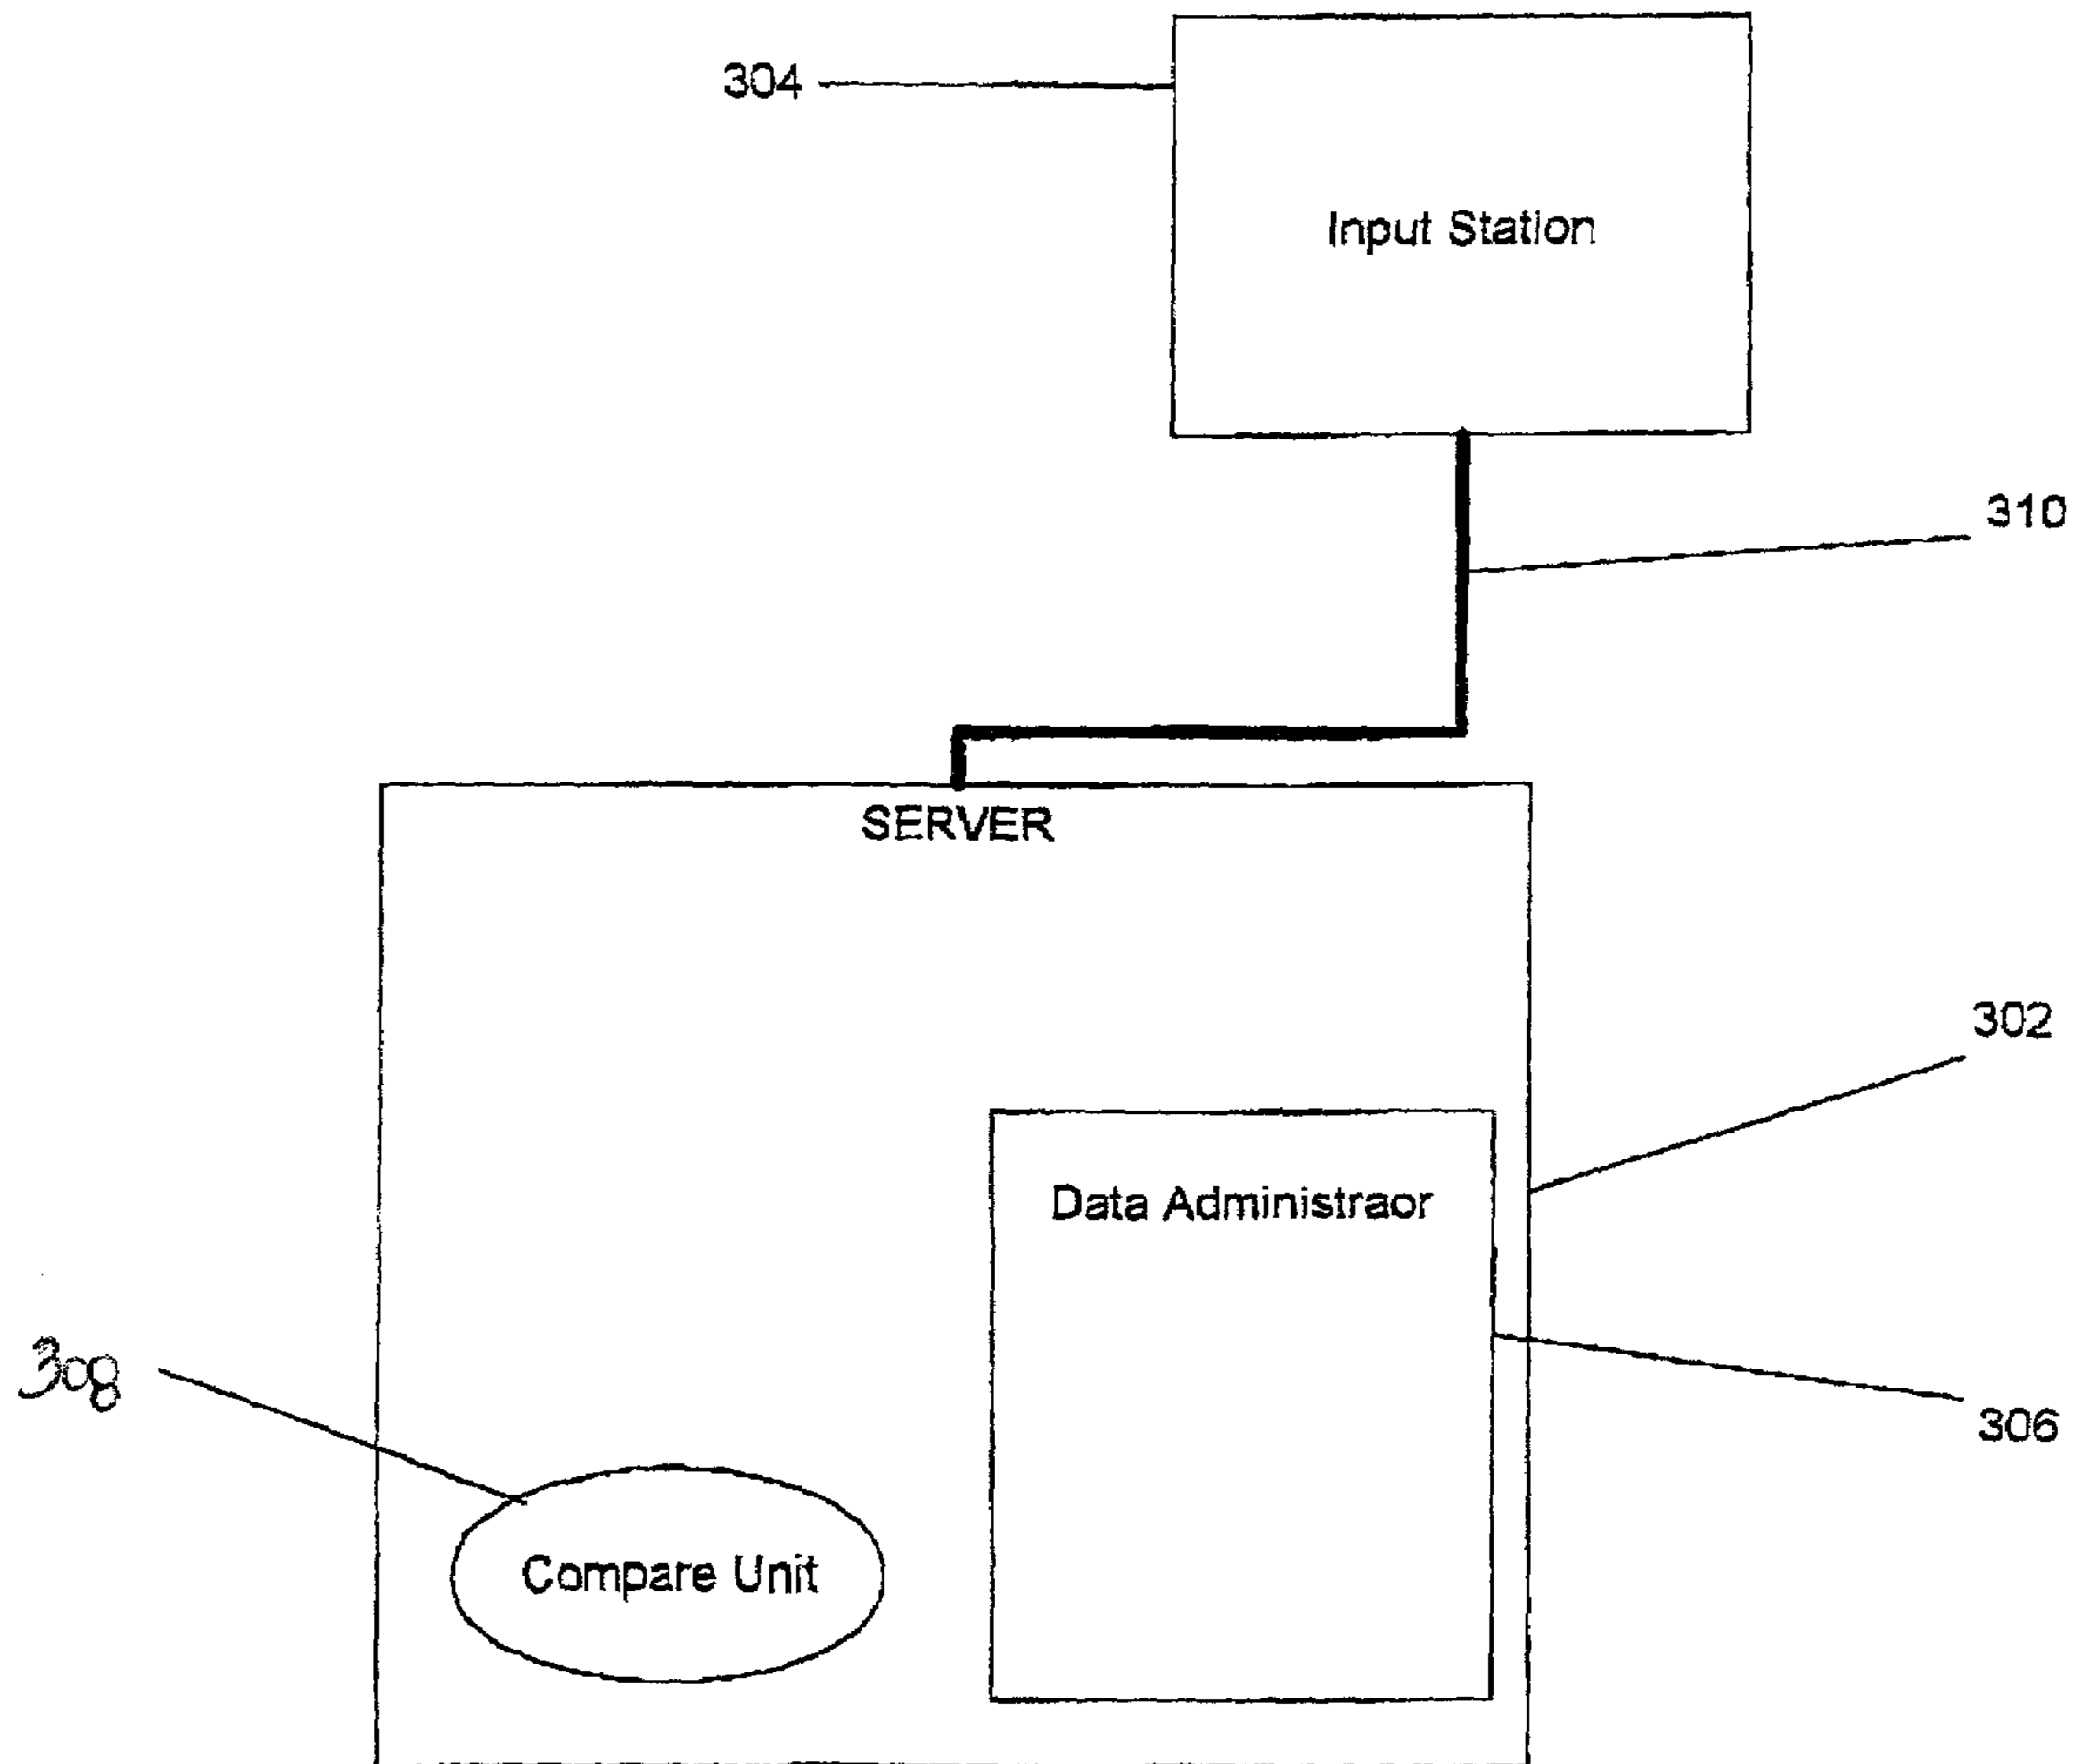 304
Input Station
310
SERVER
302
Data Administraor
308
306
Compare Unit